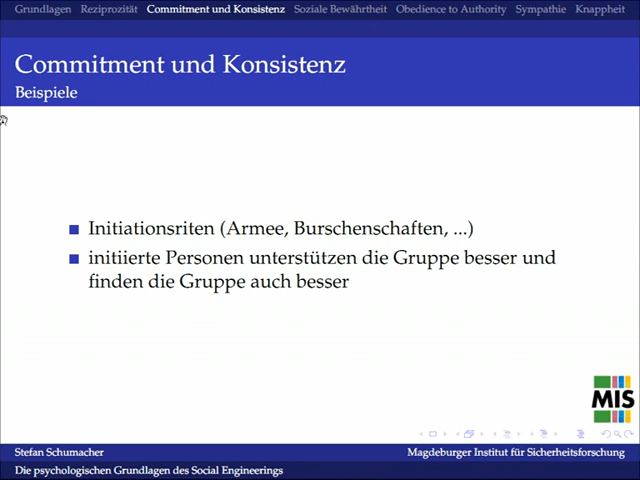 Grundlagen Reziprozität Commitment und Konsistenz Soziale Bewährtheit Obedience to Authority Sympathie Knappheit
Commitment und Konsistenz
Beispiele
Initiationsriten (Armee, Burschenschaften, ...)
initiierte Personen unterstützen die Gruppe besser und
finden die Gruppe auch besser
MIS
Stefan Schumacher Magdeburger Institut für Sicherheitsforschung
Die psychologischen Grundlagen des Social Engineerings